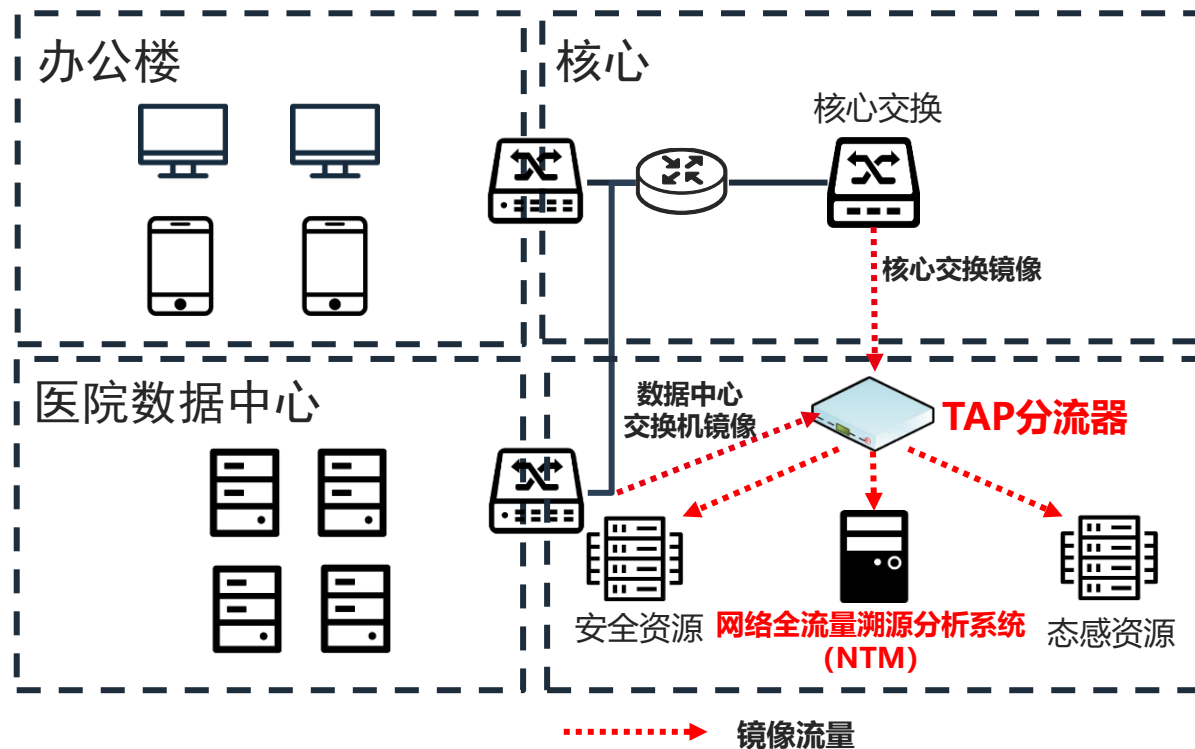 办公楼
核心
核心交换
核心交换镜像
医院数据中心
数据中心
交换机镜像
TAP分流器
安全资源
网络全流量溯源分析系统
（NTM）
态感资源
镜像流量